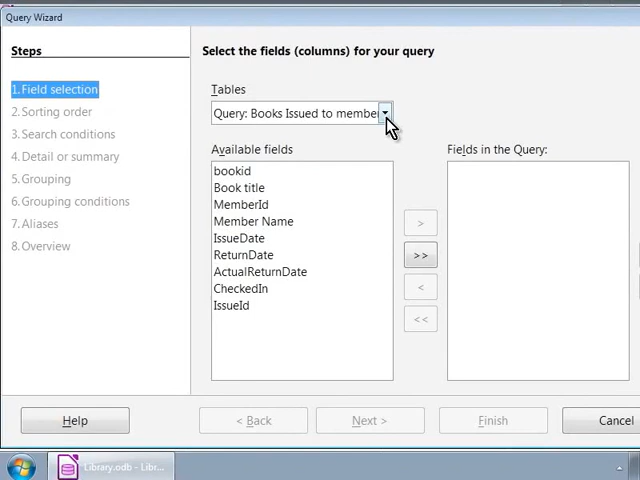 Query Wizard
Steps
Select the fields (columns) for your query
1.Field selection
2.Sorting order
3.Search conditions
4.Detail or summary
5.Grouping
6.Grouping conditions
7.Aliases
8.Overview
Tables
Query: Books Issued to membe
Available fields
Fields in the Query:
bookid
Book title
MemberId
Member Name
IssueDate
ReturnDate
ActualReturnDate
CheckedIn
IssueId
>
>>
<
<<
Help
< Back
Next >
Finish
Cancel
Library.odb - Libr...